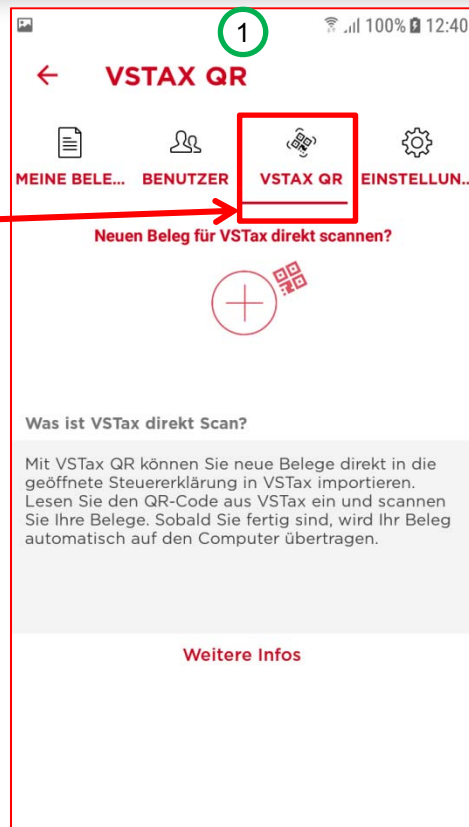 1
100% 12:40
VSTAX QR
MEINE BELE... BENUTZER VSTAX QR EINSTELLUN..
Neuen Beleg für VSTax direkt scannen?
Was ist VSTax direkt Scan?
Mit VSTax QR können Sie neue Belege direkt in die
geöffnete Steuererklärung in VSTax importieren.
Lesen Sie den QR-Code aus VSTax ein und scannen
Sie Ihre Belege. Sobald Sie fertig sind, wird Ihr Beleg
automatisch auf den Computer übertragen.
Weitere Infos